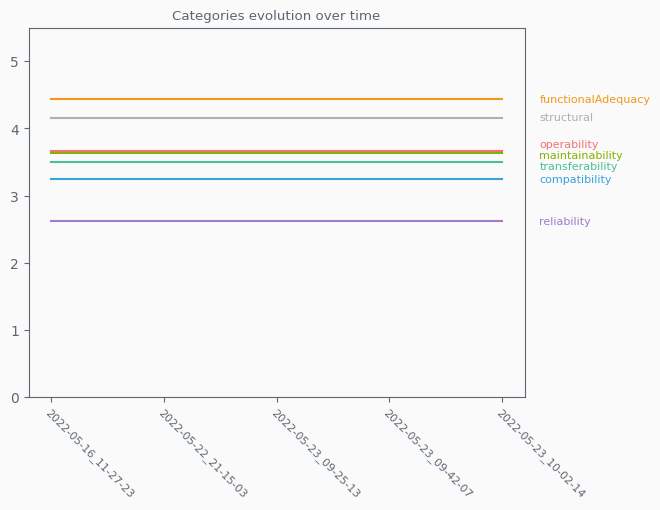 Categories evolution over time
5
4
3
2
1
0
functionalAdequacy
structural
operability
maintainability
transferability
compatibility
reliability
2022-05-16_11-27-23
2022-05-22_21-15-03
2022-05-23_09-25-13
2022-05-23_09-42-07
2022-05-23_10-02-14